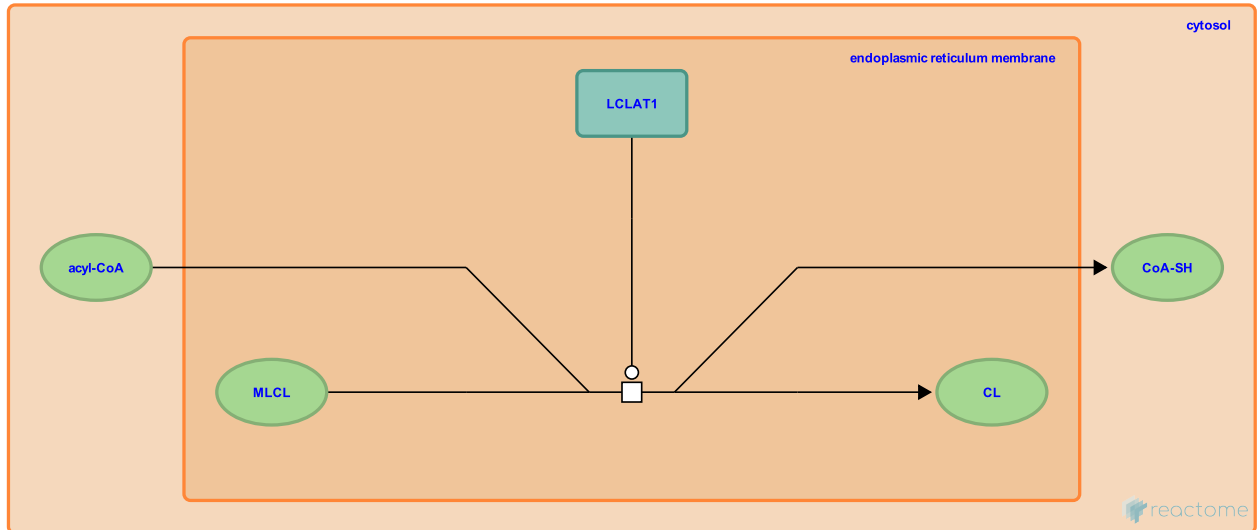 cytosol
endoplasmic reticulum membrane
LCLAT1
acyl-CoA
CoA-SH
MLCL
CL
reactome